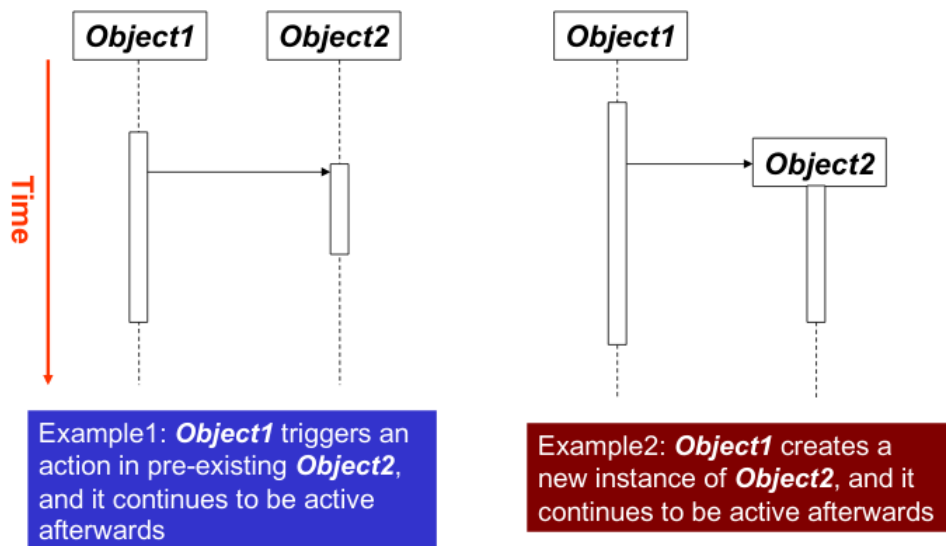 Object1
Object2
Object1
Time
Object2
Example1: Object1 triggers an
action in pre-existing Object2,
and it continues to be active
afterwards
Example2: Object1 creates a
new instance of Object2, and it
continues to be active afterwards